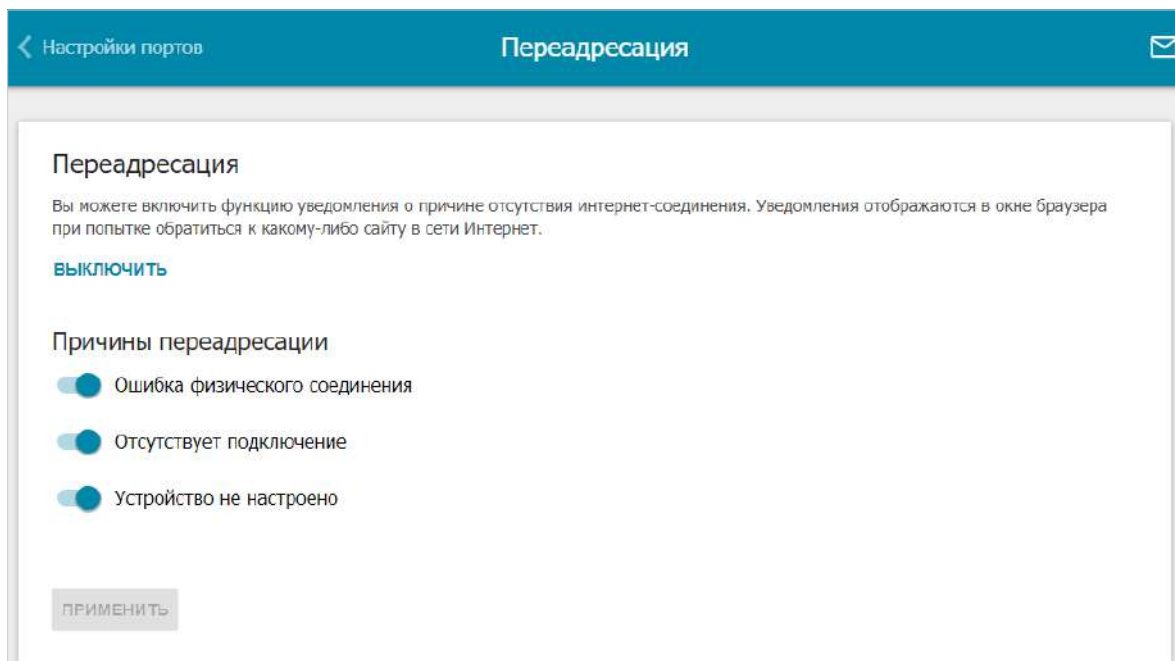 Настройки портов
Переадресация
Переадресация
Вы можете включить функцию уведомления о причине отсутствия интернет-соединения. Уведомления отображаются в окне браузера
при попытке обратиться к какому-либо сайту в сети Интернет.
ВЫКЛЮЧИТЬ
Причины переадресации
Ошибка физического соединения
Отсутствует подключение
Устройство не настроено
ПРИМЕНИТЬ